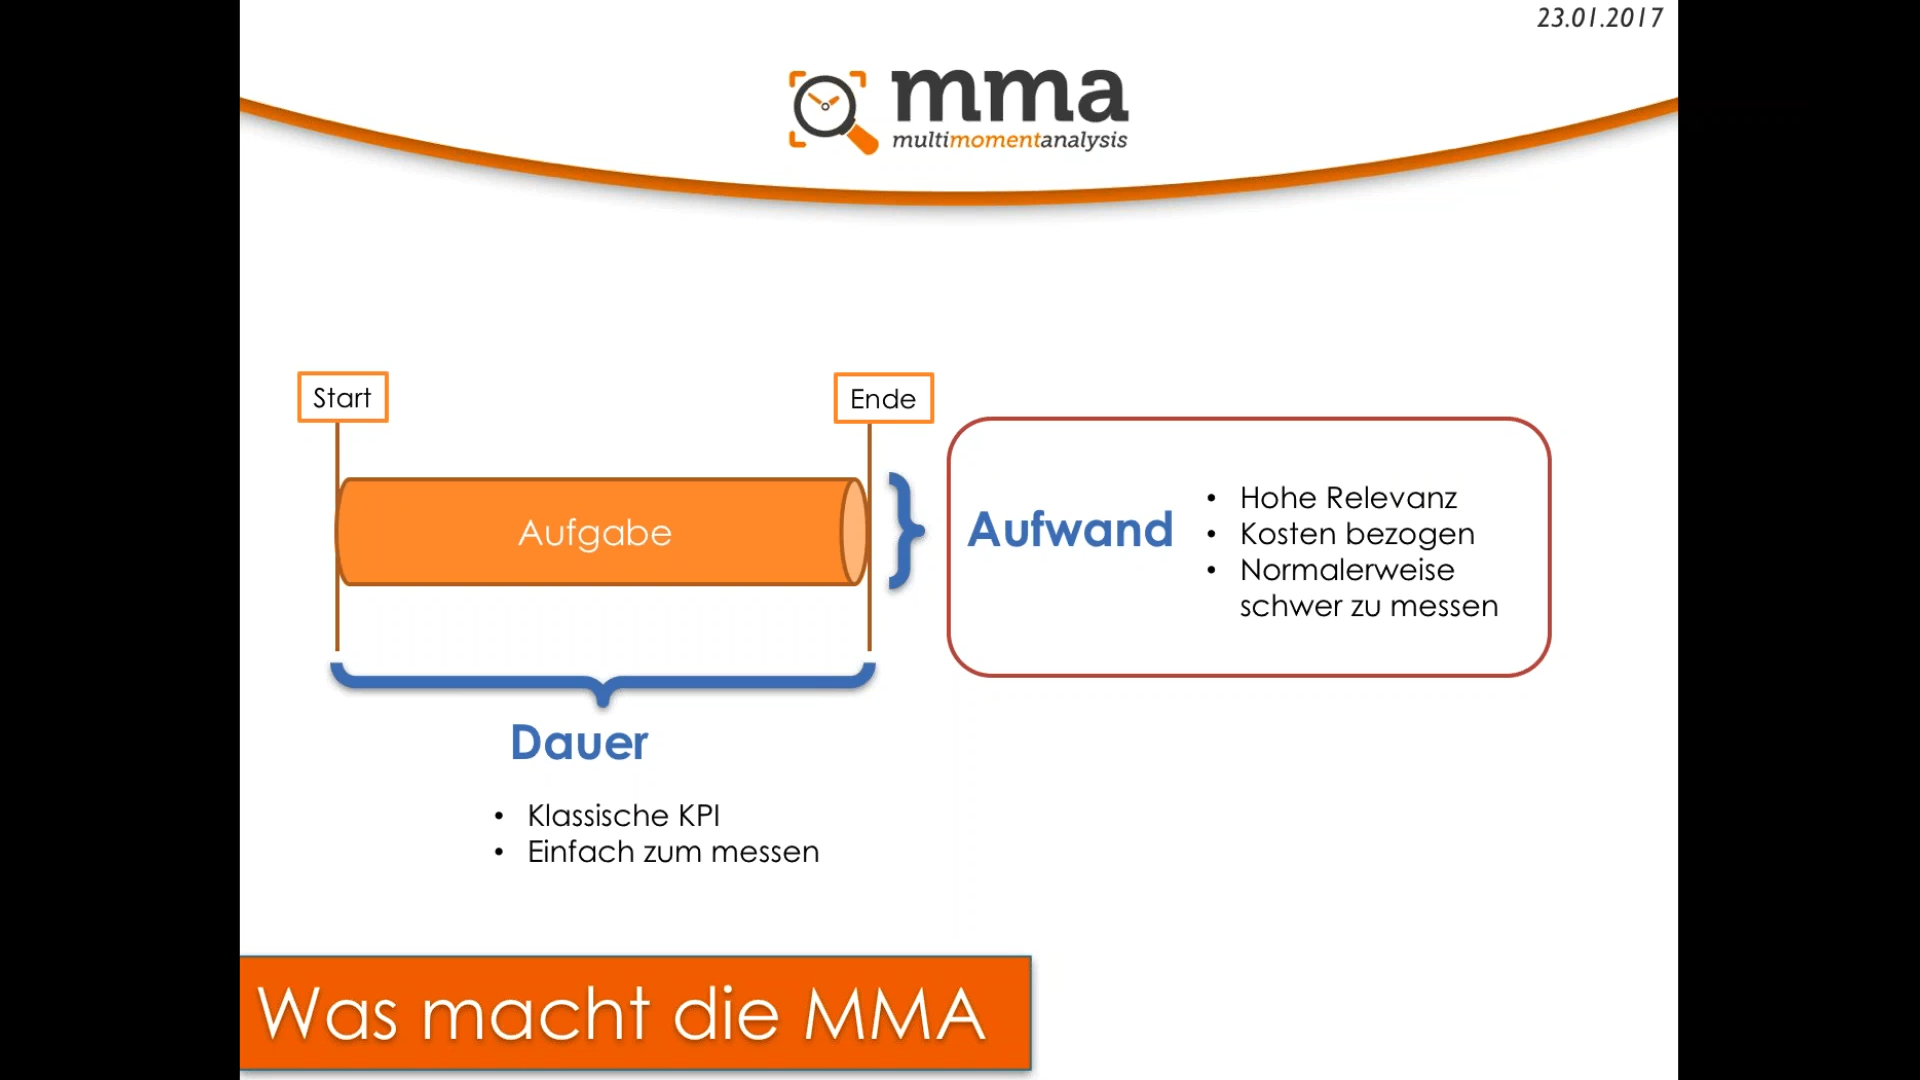 23.01.2017
mma
multimomentanalysis
Start
Ende
Aufgabe
Aufwand
• Hohe Relevanz
• Kosten bezogen
• Normalerweise
schwer zu messen
Dauer
• Klassische KPI
• Einfach zum messen
Was macht die MMA